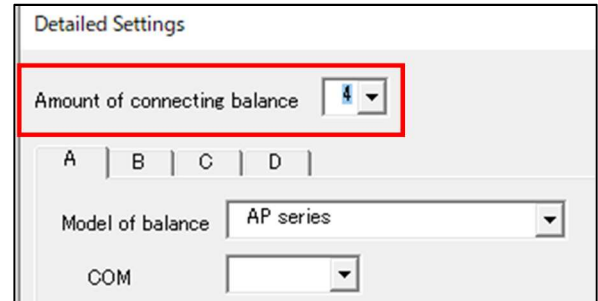 Detailed Settings
Amount of connecting balance 4
A B C D
Model of balance AP series
COM